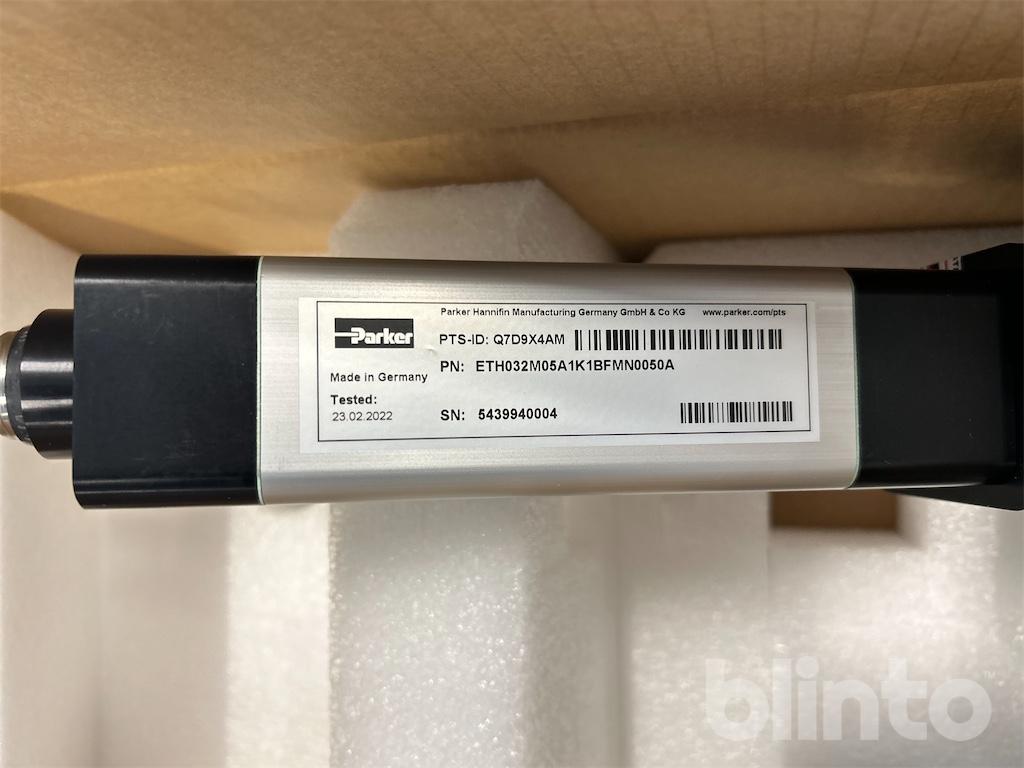 Parker Hannifin Manufacturing Germany GmbH & Co KG www.parker.com/pts
Parker
PTS-ID: Q7D9X4AM
PN: ETH032M05A1K1BFMN0050A
Made in Germany
Tested:
23.02.2022
SN: 5439940004
blinto™